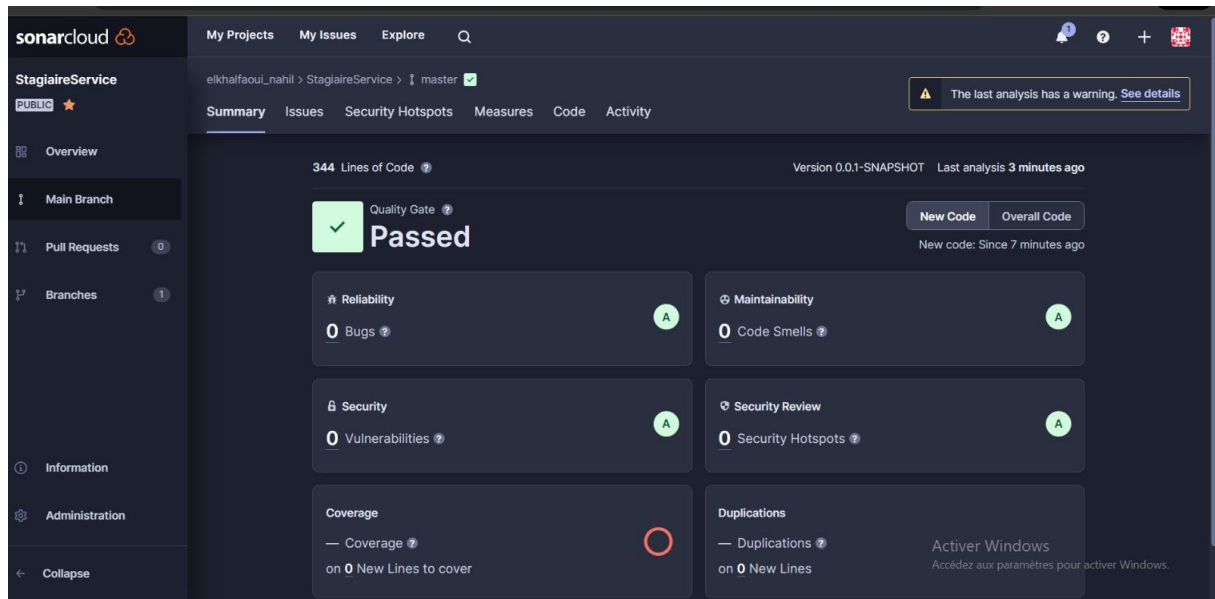 sonarcloud
My Projects My Issues Explore
1
StagiaireService
PUBLIC
elkhalfaoui_nahil > StagiaireService > master
The last analysis has a warning. See details
Summary Issues Security Hotspots Measures Code Activity
Overview
Main Branch
Pull Requests 0
Branches 1
Information
Administration
Collapse
344 Lines of Code ?
Version 0.0.1-SNAPSHOT Last analysis 3 minutes ago
Quality Gate ?
Passed
New Code Overall Code
New code: Since 7 minutes ago
Reliability
0 Bugs ?
A
Maintainability
0 Code Smells ?
A
Security
0 Vulnerabilities ?
A
Security Review
0 Security Hotspots ?
A
Coverage
— Coverage ?
on 0 New Lines to cover
Duplications
— Duplications ?
on 0 New Lines
Activer Windows
Accédez aux paramètres pour activer Windows.